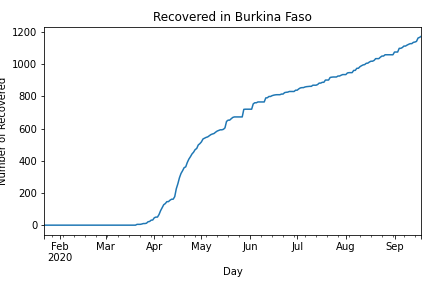 Recovered in Burkina Faso
Number of Recovered
1200
1000
800
600
400
200
0
Feb Mar Apr May Jun Jul Aug Sep
2020
Day